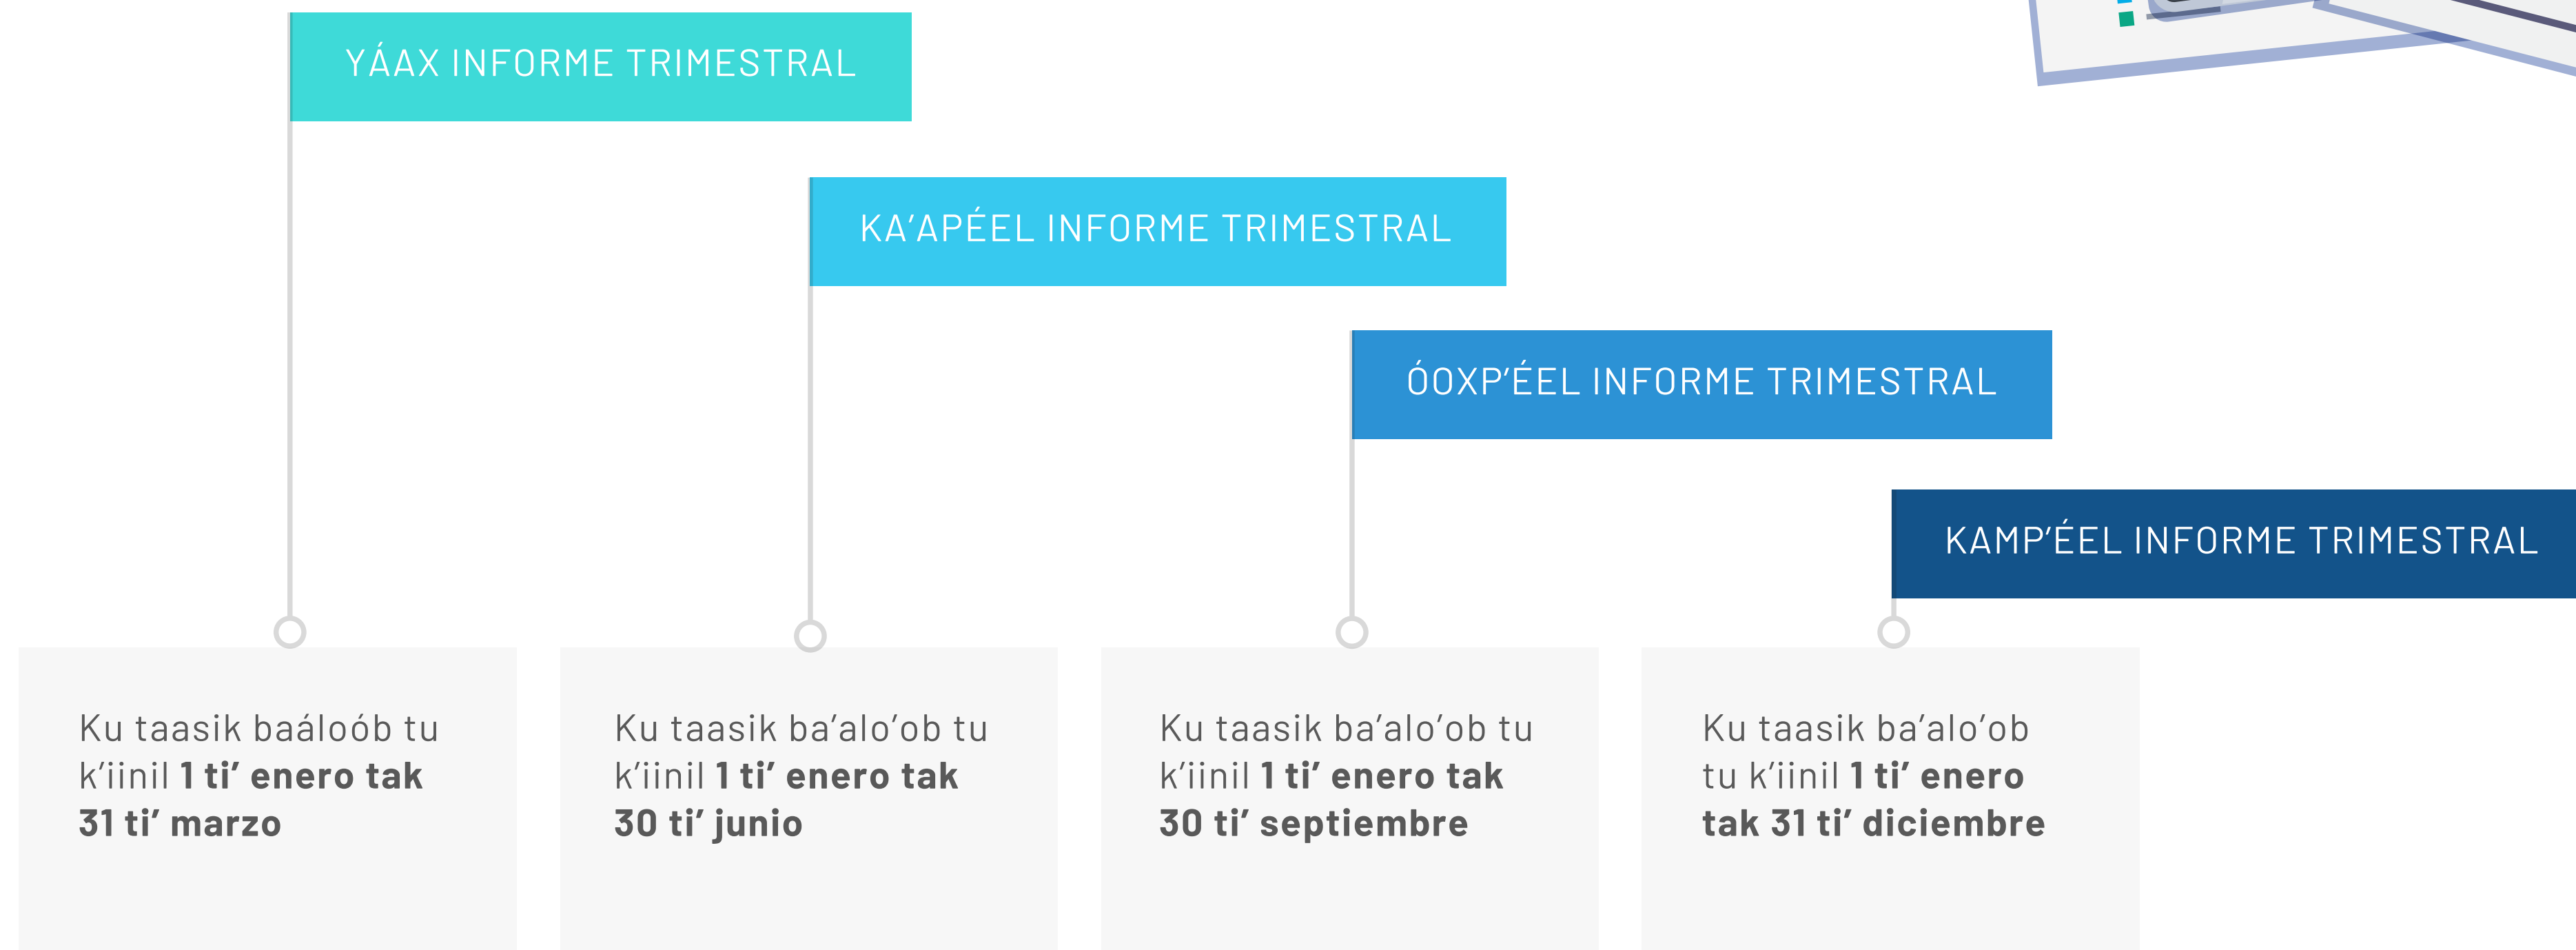 YÁAX INFORME TRIMESTRAL
KA’APÉEL INFORME TRIMESTRAL
ÓOXP’ÉEL INFORME TRIMESTRAL
KAMP’ÉEL INFORME TRIMESTRAL
Ku taasik baáloób tu
k’iinil 1 ti’ enero tak
31 ti’ marzo
Ku taasik ba’alo’ob tu
k’iinil 1 ti’ enero tak
30 ti’ junio
Ku taasik ba’alo’ob tu
k’iinil 1 ti’ enero tak
30 ti’ septiembre
Ku taasik ba’alo’ob
tu k’iinil 1 ti’ enero
tak 31 ti’ diciembre